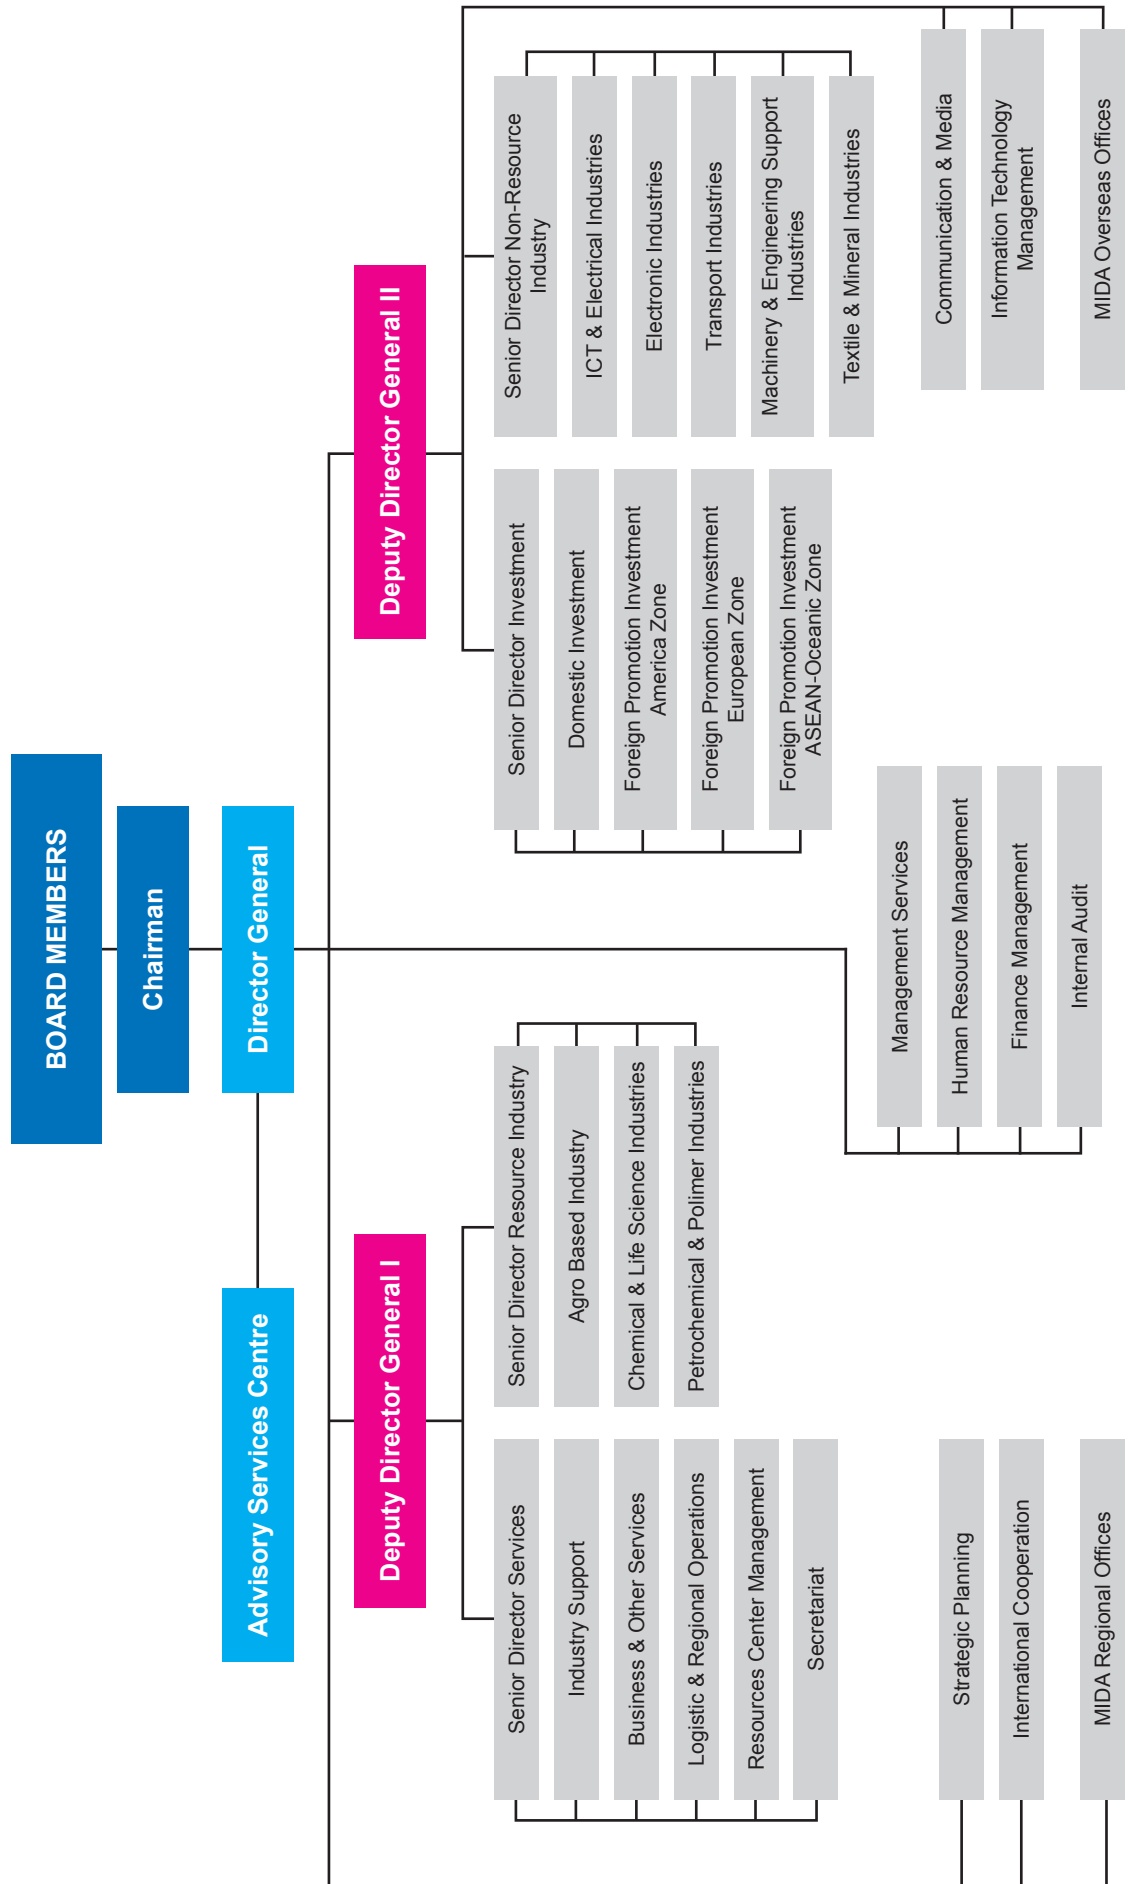 BOARD MEMBERS
Chairman
Director General
Advisory Services Centre
Deputy Director General I
Deputy Director General II
Senior Director Services
Industry Support
Business & Other Services
Logistic & Regional Operations
Resources Center Management
Secretariat
Senior Director Resource Industry
Agro Based Industry
Chemical & Life Science Industries
Petrochemical & Polimer Industries
Senior Director Investment
Domestic Investment
Foreign Promotion Investment
America Zone
Foreign Promotion Investment
European Zone
Foreign Promotion Investment
ASEAN-Oceanic Zone
Senior Director Non-Resource
Industry
ICT & Electrical Industries
Electronic Industries
Transport Industries
Machinery & Engineering Support
Industries
Textile & Mineral Industries
Strategic Planning
International Cooperation
MIDA Regional Offices
Management Services
Human Resource Management
Finance Management
Internal Audit
Communication & Media
Information Technology
Management
MIDA Overseas Offices